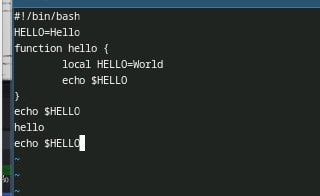 #!/bin/bash
HELLO=Hello
function hello {
        local HELLO=World
        echo $HELLO
}
echo $HELLO
hello
echo $HELLO
~
~
~